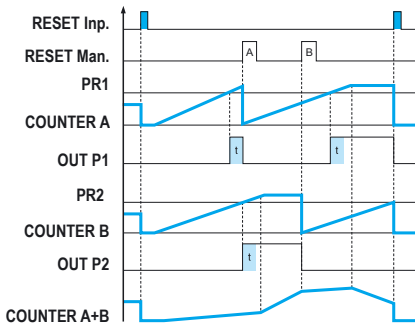 RESET Inp.
RESET Man.
A
B
PR1
COUNTER A
OUT P1
t
t
PR2
COUNTER B
OUT P2
t
COUNTER A+B